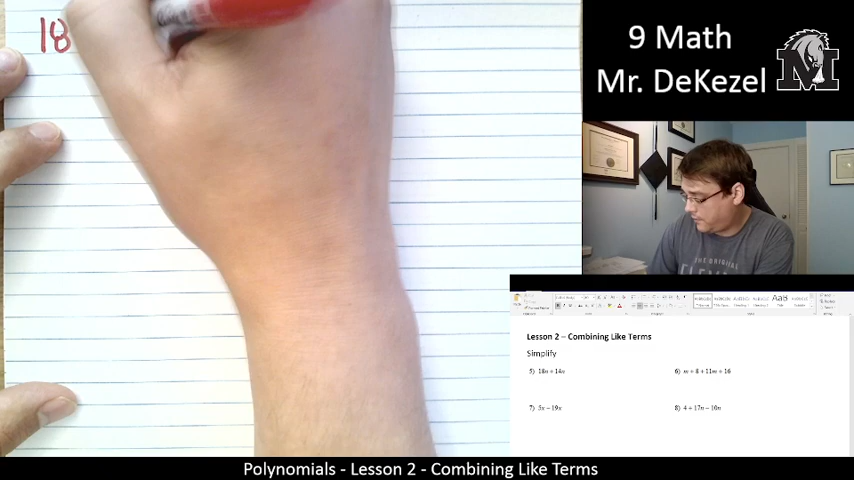 18
9 Math
Mr. DeKezel
M
Lesson 2 – Combining Like Terms
Simplify
5) 18n + 14n
6) m + 8 + 11m + 16
7) 5x – 19x
8) 4 + 17n – 16n
Polynomials - Lesson 2 - Combining Like Terms